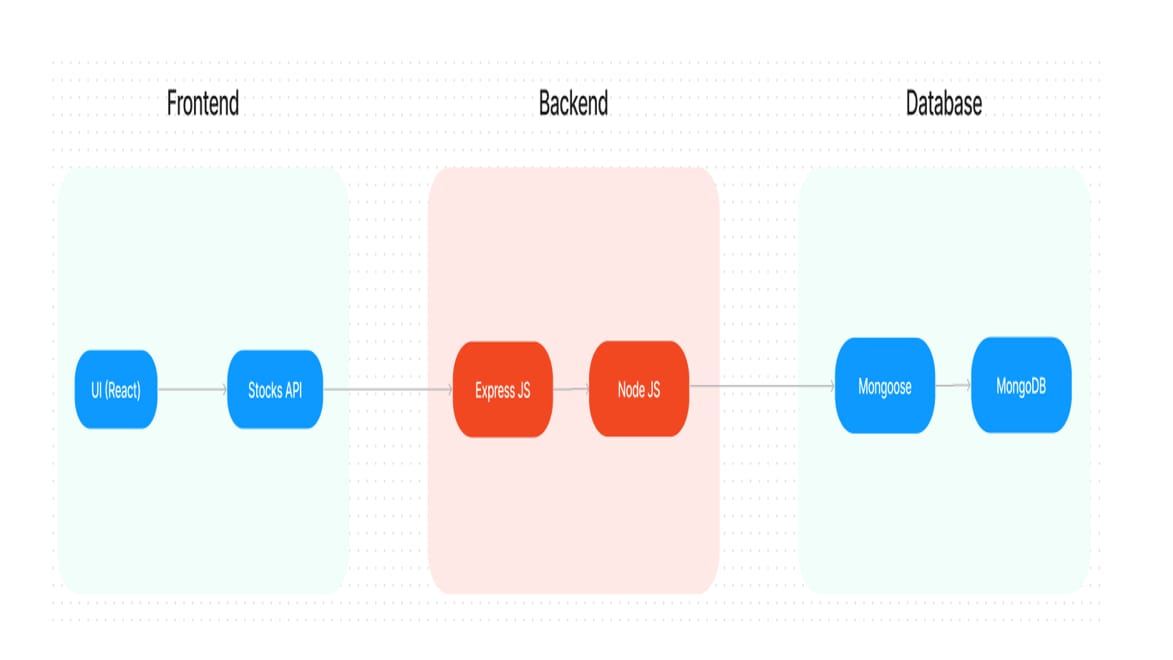 Frontend
Backend
Database
UI (React)
Stocks API
Express JS
Node JS
Mongoose
MongoDB